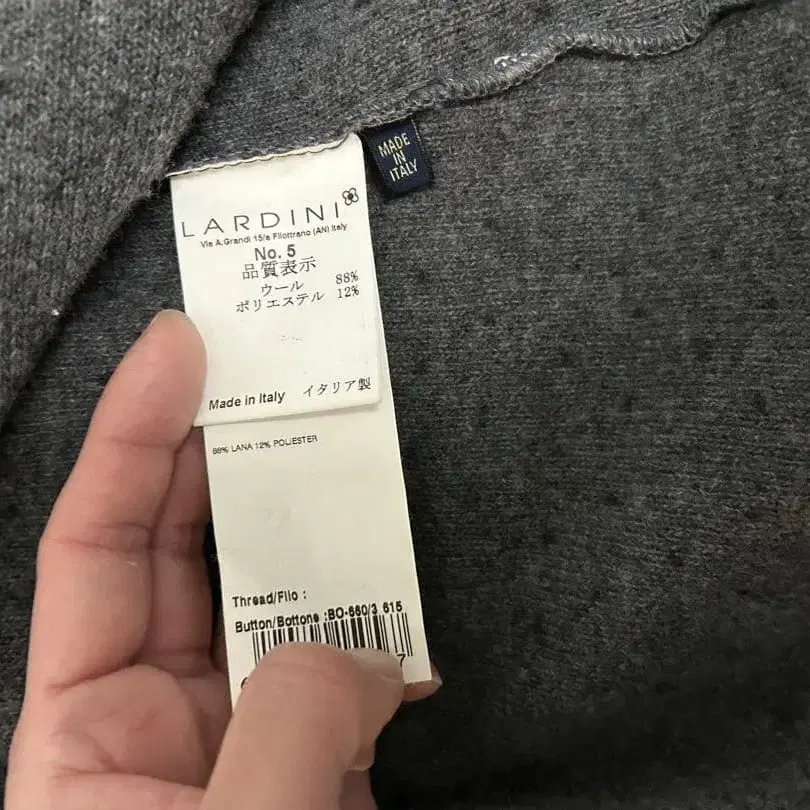 MADE
IN
ITALY
LARDINI
Via A.Grandi 15/a Filottrano (AN) Italy
No. 5
品質表示
ウール 88%
ポリエステル 12%
Made in Italy イタリア製
88% LANA 12% POLIESTER
Thread/Filo :
Button/Bottone :BO-660/3 615
7